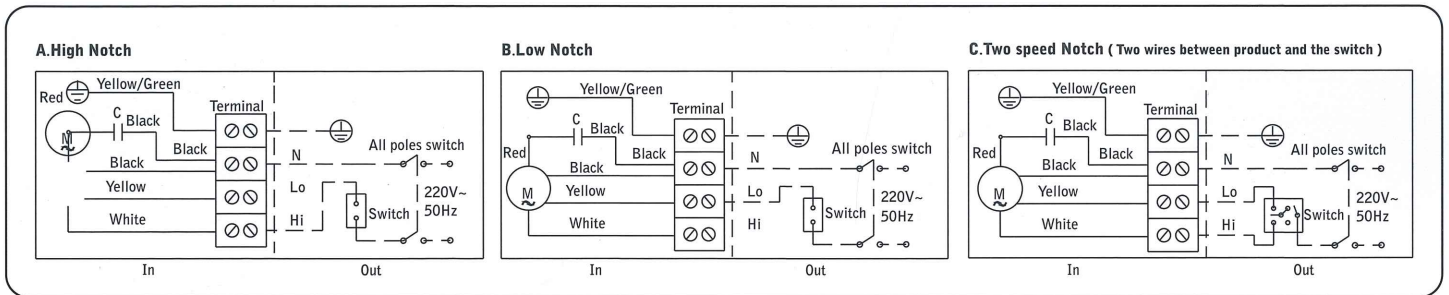 A.High Notch
Yellow/Green
Red
Terminal
C
Black
M
Black
Black
N
All poles switch
Yellow
Lo
220V~
50Hz
Switch
White
Hi
In
Out
B.Low Notch
Yellow/Green
Terminal
C
Black
Red
Black
Black
N
All poles switch
M
Yellow
Lo
220V~
50Hz
Switch
White
Hi
In
Out
C.Two speed Notch ( Two wires between product and the switch )
Yellow/Green
Terminal
C
Black
Red
Black
Black
N
All poles switch
M
Yellow
Lo
220V~
50Hz
Switch
White
Hi
In
Out